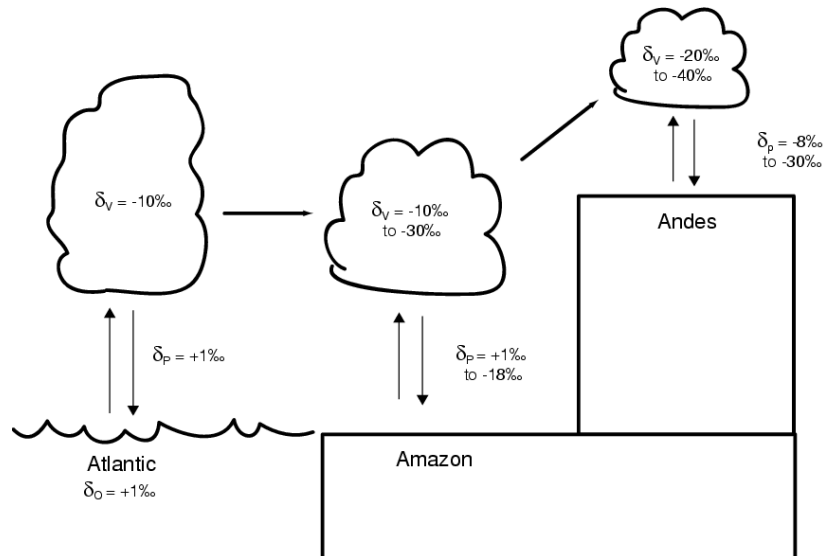 δV = -20‰
to -40‰
δp = -8‰
to -30‰
δV = -10‰
δV = -10‰
to -30‰
Andes
δP = +1‰
δP = +1‰
to -18‰
Atlantic
δO = +1‰
Amazon